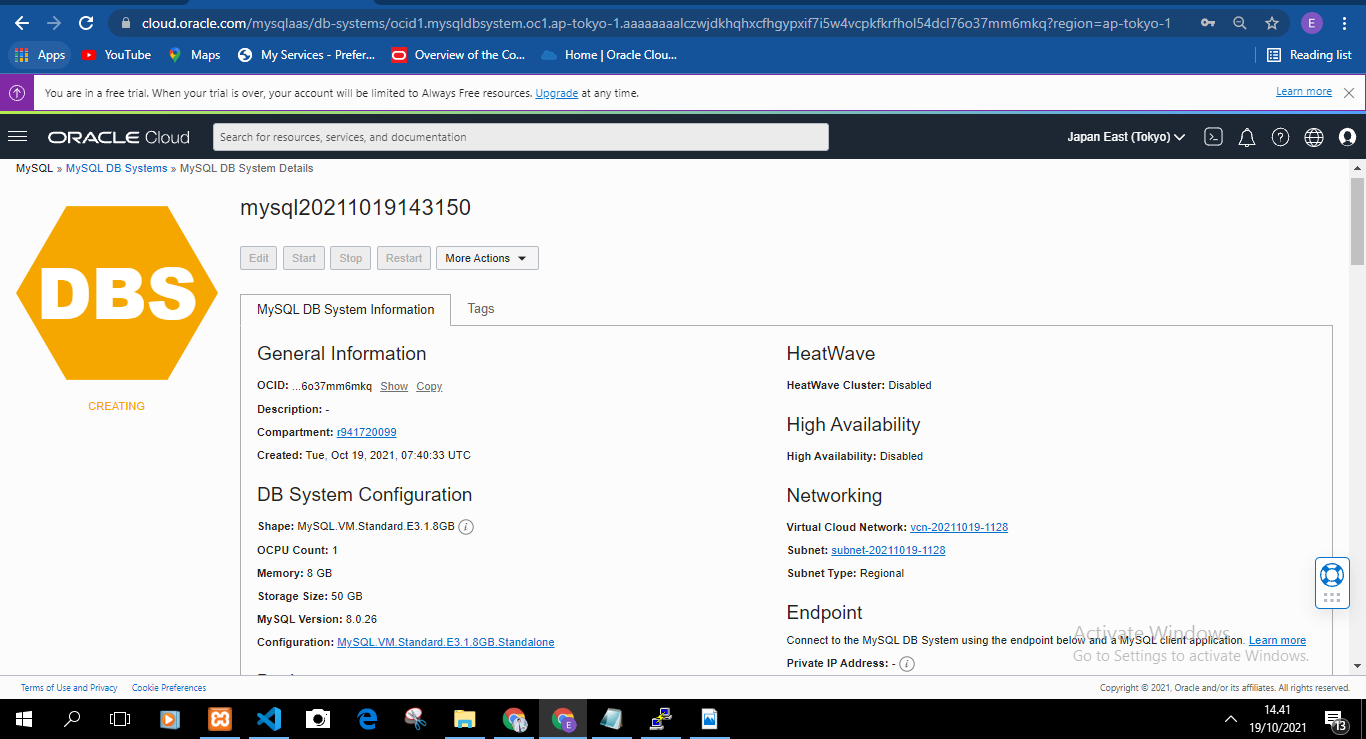 cloud.oracle.com/mysqlaas/db-systems/ocid1.mysqldbsystem.oc1.ap-tokyo-1.aaaaaaaalczwjdkhqhxcfhgypxif7i5w4vcpkfkrfhol54dcl76o37mm6mkq?region=ap-tokyo-1
E
Apps YouTube Maps My Services - Prefer... Overview of the Co... Home | Oracle Clou... Reading list
You are in a free trial. When your trial is over, your account will be limited to Always Free resources. Upgrade at any time. Learn more
ORACLE Cloud Search for resources, services, and documentation Japan East (Tokyo)
MySQL » MySQL DB Systems » MySQL DB System Details
mysql20211019143150
DBS
CREATING
Edit Start Stop Restart More Actions
MySQL DB System Information Tags
General Information
OCID: ...6o37mm6mkq Show Copy
Description: -
Compartment: r941720099
Created: Tue, Oct 19, 2021, 07:40:33 UTC
DB System Configuration
Shape: MySQL.VM.Standard.E3.1.8GB i
OCPU Count: 1
Memory: 8 GB
Storage Size: 50 GB
MySQL Version: 8.0.26
Configuration: MySQL.VM.Standard.E3.1.8GB.Standalone
HeatWave
HeatWave Cluster: Disabled
High Availability
High Availability: Disabled
Networking
Virtual Cloud Network: vcn-20211019-1128
Subnet: subnet-20211019-1128
Subnet Type: Regional
Endpoint
Connect to the MySQL DB System using the endpoint below and a MySQL client application. Learn more
Private IP Address: - i
Activate Windows
Go to Settings to activate Windows.
Terms of Use and Privacy Cookie Preferences Copyright © 2021, Oracle and/or its affiliates. All rights reserved.
14.41
19/10/2021
13